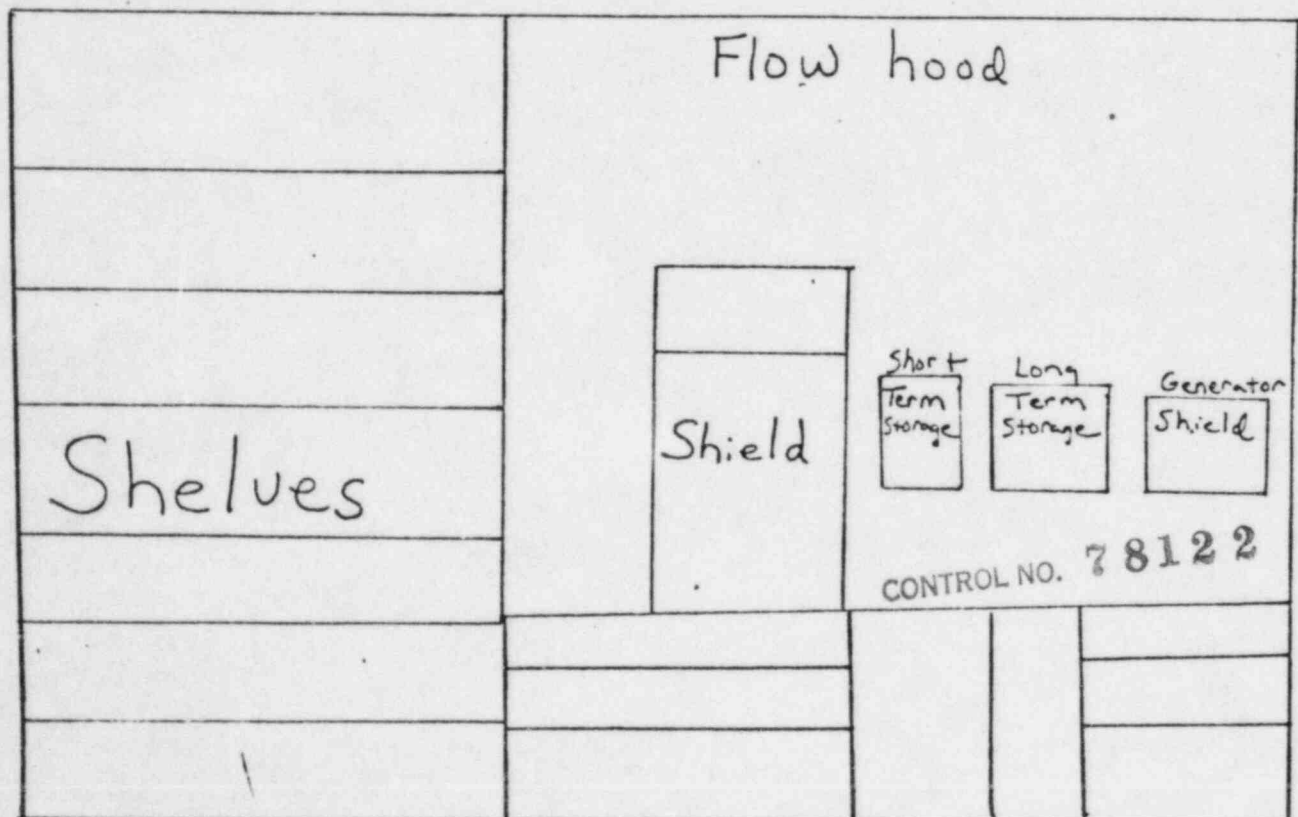 Flow hood
Shelves
Shield
Short
Term
Storage
Long
Term
Storage
Generator
Shield
CONTROL NO. 78122